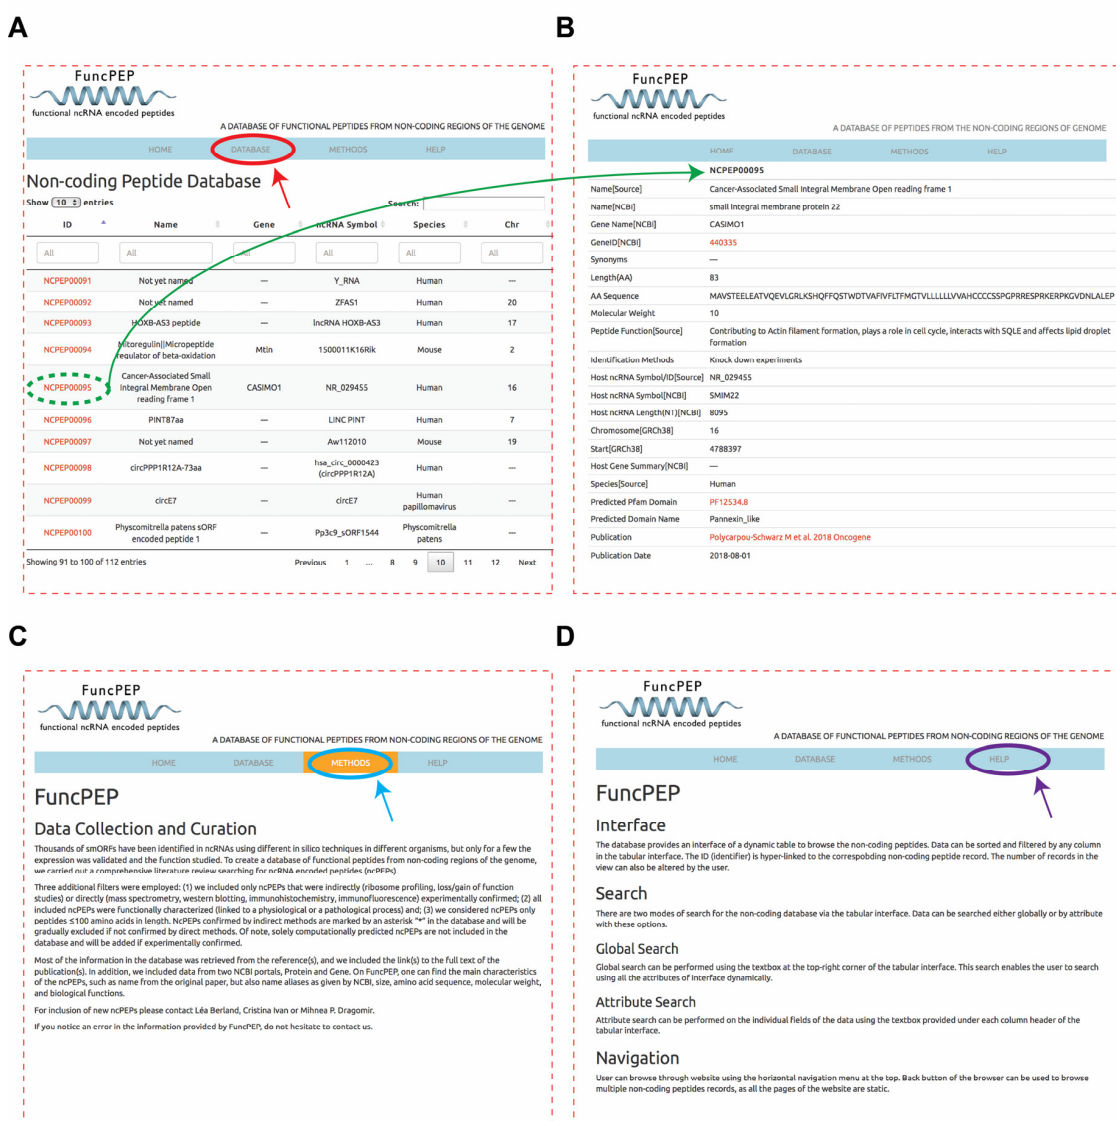 A
FuncPEP
functional ncRNA encoded peptides
A DATABASE OF FUNCTIONAL PEPTIDES FROM NON-CODING REGIONS OF THE GENOME
HOME DATABASE METHODS HELP
Non-coding Peptide Database
Show 10 entries Search:
ID Name Gene ncRNA Symbol Species Chr
All All All All All All
NCPEP00091 Not yet named --- Y_RNA Human ---
NCPEP00092 Not yet named --- ZFAS1 Human 20
NCPEP00093 HOXB-AS3 peptide --- lncRNA HOXB-AS3 Human 17
NCPEP00094 Mitoregulin||Micropeptide regulator of beta-oxidation Mtln 1500011K16Rik Mouse 2
NCPEP00095 Cancer-Associated Small Integral Membrane Open reading frame 1 CASIMO1 NR_029455 Human 16
NCPEP00096 PINT87aa --- LINC PINT Human 7
NCPEP00097 Not yet named --- Aw112010 Mouse 19
NCPEP00098 circPPP1R12A-73aa --- hsa_circ_0000423 (circPPP1R12A) Human ---
NCPEP00099 circE7 --- circE7 Human papillomavirus ---
NCPEP00100 Physcomitrella patens sORF encoded peptide 1 --- Pp3c9_sORF1544 Physcomitrella patens ---
Showing 91 to 100 of 112 entries Previous 1 ... 8 9 10 11 12 Next
B
FuncPEP
functional ncRNA encoded peptides
A DATABASE OF PEPTIDES FROM THE NON-CODING REGIONS OF GENOME
HOME DATABASE METHODS HELP
NCPEP00095
Name[Source] Cancer-Associated Small Integral Membrane Open reading frame 1
Name[NCBI] small integral membrane protein 22
Gene Name[NCBI] CASIMO1
GeneID[NCBI] 440335
Synonyms ---
Length(AA) 83
AA Sequence MAVSTEELEATVQEVLGRLKSHQFFQSTWDTVAFIVFLTFMGTVLLLLLLVVAHCCCCSSPGPRRESPRKERPKGVDNLALEP
Molecular Weight 10
Peptide Function[Source] Contributing to Actin filament formation, plays a role in cell cycle, interacts with SQLE and affects lipid droplet
formation
Identification Methods Knock down experiments
Host ncRNA Symbol/ID[Source] NR_029455
Host ncRNA Symbol[NCBI] SMIM22
Host ncRNA Length(NT)[NCBI] 8095
Chromosome[GRCh38] 16
Start[GRCh38] 4788397
Host Gene Summary[NCBI] ---
Species[Source] Human
Predicted Pfam Domain PF12534.8
Predicted Domain Name Pannexin_like
Publication Polycarpou-Schwarz M et al. 2018 Oncogene
Publication Date 2018-08-01
C
FuncPEP
functional ncRNA encoded peptides
A DATABASE OF FUNCTIONAL PEPTIDES FROM NON-CODING REGIONS OF THE GENOME
HOME DATABASE METHODS HELP
FuncPEP
Data Collection and Curation
Thousands of smORFs have been identified in ncRNAs using different in silico techniques in different organisms, but only for a few the
expression was validated and the function studied. To create a database of functional peptides from non-coding regions of the genome,
we carried out a comprehensive literature review searching for ncRNA encoded peptides (ncPEPs).
Three additional filters were employed: (1) we included only ncPEPs that were indirectly (ribosome profiling, loss/gain of function
studies) or directly (mass spectrometry, western blotting, immunohistochemistry, immunofluorescence) experimentally confirmed; (2) all
included ncPEPs were functionally characterized (linked to a physiological or a pathological process) and; (3) we considered ncPEPs only
peptides ≤100 amino acids in length. NcPEPs confirmed by indirect methods are marked by an asterisk "*" in the database and will be
gradually excluded if not confirmed by direct methods. Of note, solely computationally predicted ncPEPs are not included in the
database and will be added if experimentally confirmed.
Most of the information in the database was retrieved from the reference(s), and we included the link(s) to the full text of the
publication(s). In addition, we included data from two NCBI portals, Protein and Gene. On FuncPEP, one can find the main characteristics
of the ncPEPs, such as name from the original paper, but also name aliases as given by NCBI, size, amino acid sequence, molecular weight,
and biological functions.
For inclusion of new ncPEPs please contact Léa Berland, Cristina Ivan or Mihnea P. Dragomir.
If you notice an error in the information provided by FuncPEP, do not hesitate to contact us.
D
FuncPEP
functional ncRNA encoded peptides
A DATABASE OF FUNCTIONAL PEPTIDES FROM NON-CODING REGIONS OF THE GENOME
HOME DATABASE METHODS HELP
FuncPEP
Interface
The database provides an interface of a dynamic table to browse the non-coding peptides. Data can be sorted and filtered by any column
in the tabular interface. The ID (identifier) is hyper-linked to the correspobding non-coding peptide record. The number of records in the
view can also be altered by the user.
Search
There are two modes of search for the non-coding database via the tabular interface. Data can be searched either globally or by attribute
with these options.
Global Search
Global search can be performed using the textbox at the top-right corner of the tabular interface. This search enables the user to search
using all the attributes of Interface dynamically.
Attribute Search
Attribute search can be performed on the individual fields of the data using the textbox provided under each column header of the
tabular interface.
Navigation
User can browse through website using the horizontal navigation menu at the top. Back button of the browser can be used to browse
multiple non-coding peptides records, as all the pages of the website are static.